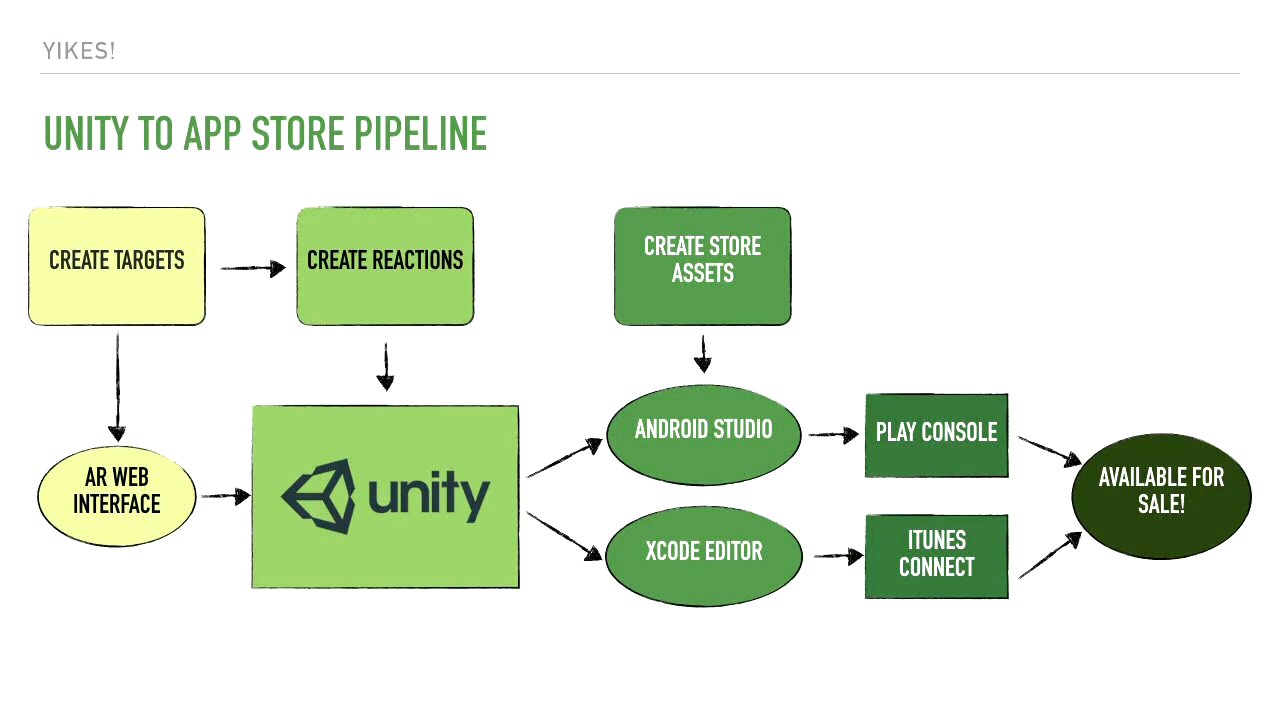 YIKES!
UNITY TO APP STORE PIPELINE
CREATE TARGETS
CREATE REACTIONS
CREATE STORE
ASSETS
AR WEB
INTERFACE
unity
ANDROID STUDIO
PLAY CONSOLE
XCODE EDITOR
ITUNES
CONNECT
AVAILABLE FOR
SALE!